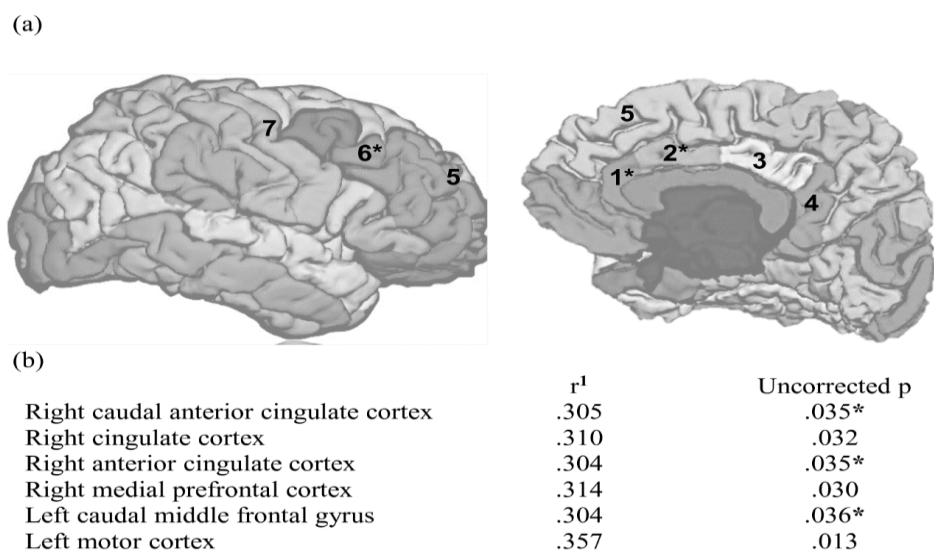 (a)
7
6*
5
5
2*
3
1*
4
(b)
r¹ Uncorrected p
Right caudal anterior cingulate cortex .305 .035*
Right cingulate cortex .310 .032
Right anterior cingulate cortex .304 .035*
Right medial prefrontal cortex .314 .030
Left caudal middle frontal gyrus .304 .036*
Left motor cortex .357 .013